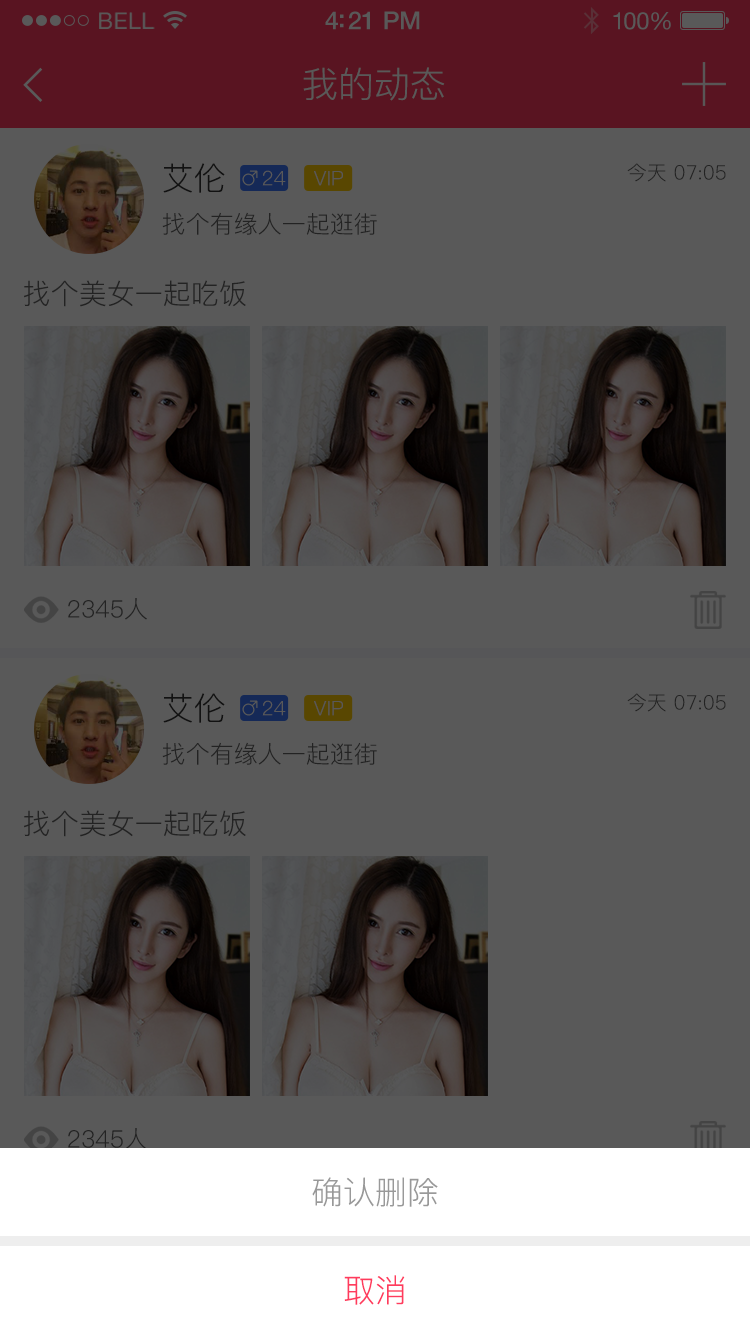 BELL 4:21 PM 100%
我的动态
艾伦 ♂24 VIP 今天 07:05
找个有缘人一起逛街
找个美女一起吃饭
2345人
艾伦 ♂24 VIP 今天 07:05
找个有缘人一起逛街
找个美女一起吃饭
2345人
确认删除
取消